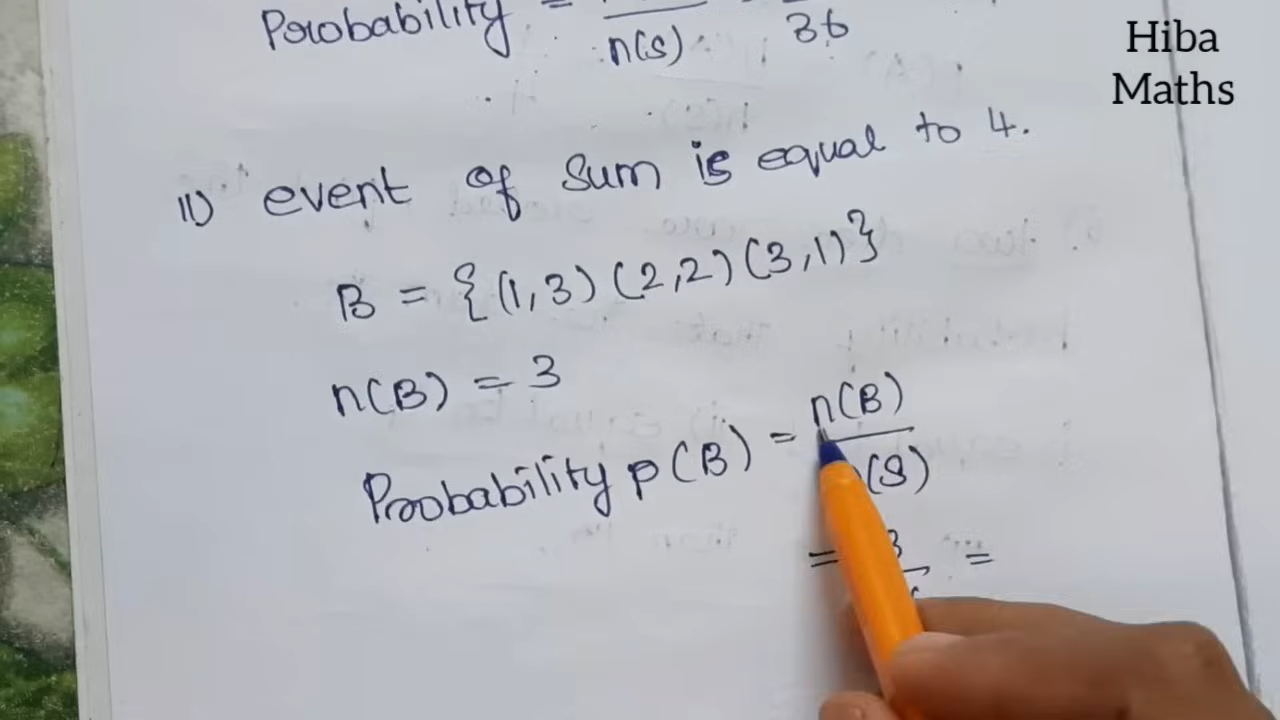 Probability =
n(S)
36
Hiba
Maths
ii) event of sum is equal to 4.
B = {(1,3) (2,2) (3,1)}
n(B) = 3
Probability p(B) = n(B)
(S)
= 3 =